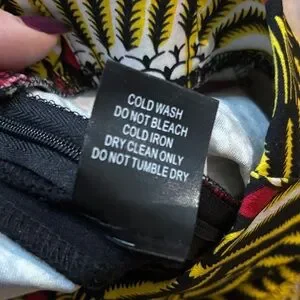 COLD WASH
DO NOT BLEACH
COLD IRON
DRY CLEAN ONLY
DO NOT TUMBLE DRY